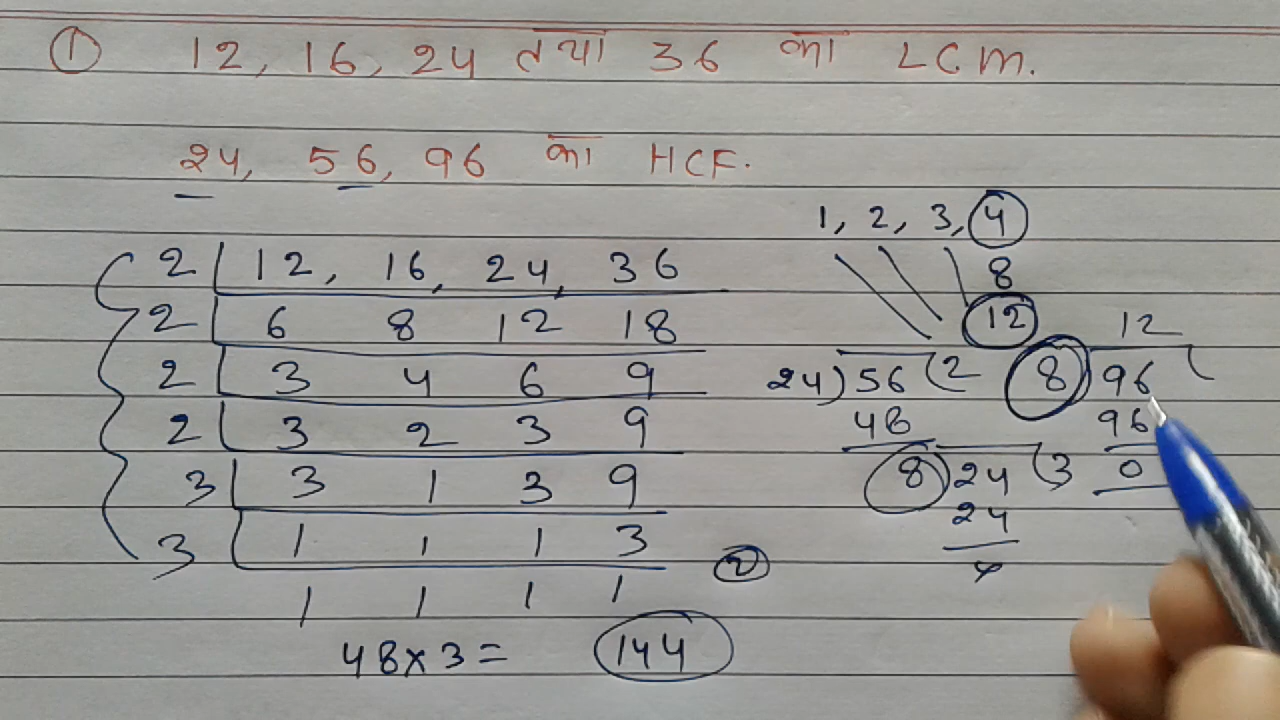 ① 12, 16, 24 तथा 36 का LCM.
24, 56, 96 का HCF.
2 | 12, 16, 24, 36
2 | 6 8 12 18
2 | 3 4 6 9
2 | 3 2 3 9
3 | 3 1 3 9
3 | 1 1 1 3
1 1 1 1
48×3 = 144
②
1, 2, 3, 4
8
12
24) 56 (2
48
8) 24 (3
24
×
12
8) 96 (
96
0